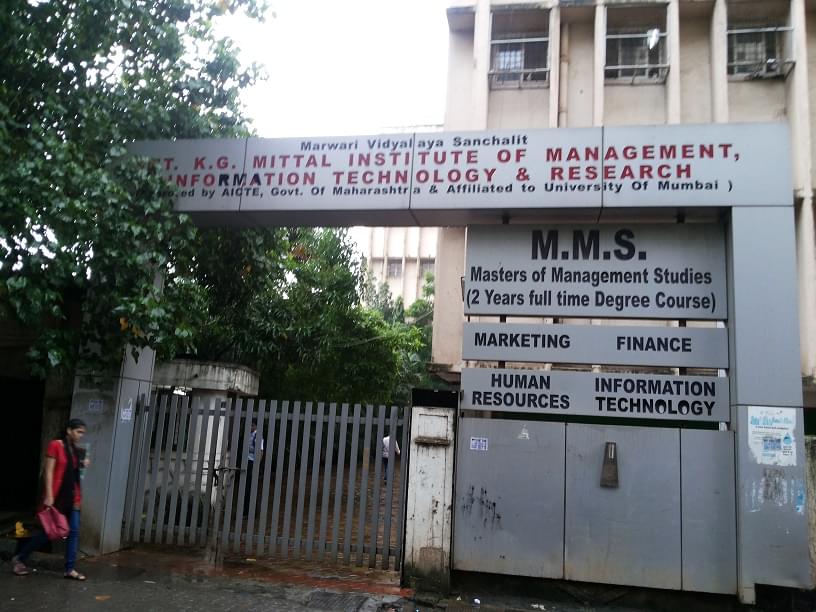 Marwari Vidyalaya Sanchalit
K.G. MITTAL INSTITUTE OF MANAGEMENT,
INFORMATION TECHNOLOGY & RESEARCH
by AICTE, Govt. Of Maharashtra & Affiliated to University Of Mumbai )
M.M.S.
Masters of Management Studies
(2 Years full time Degree Course)
MARKETING FINANCE
HUMAN RESOURCES
INFORMATION TECHNOLOGY